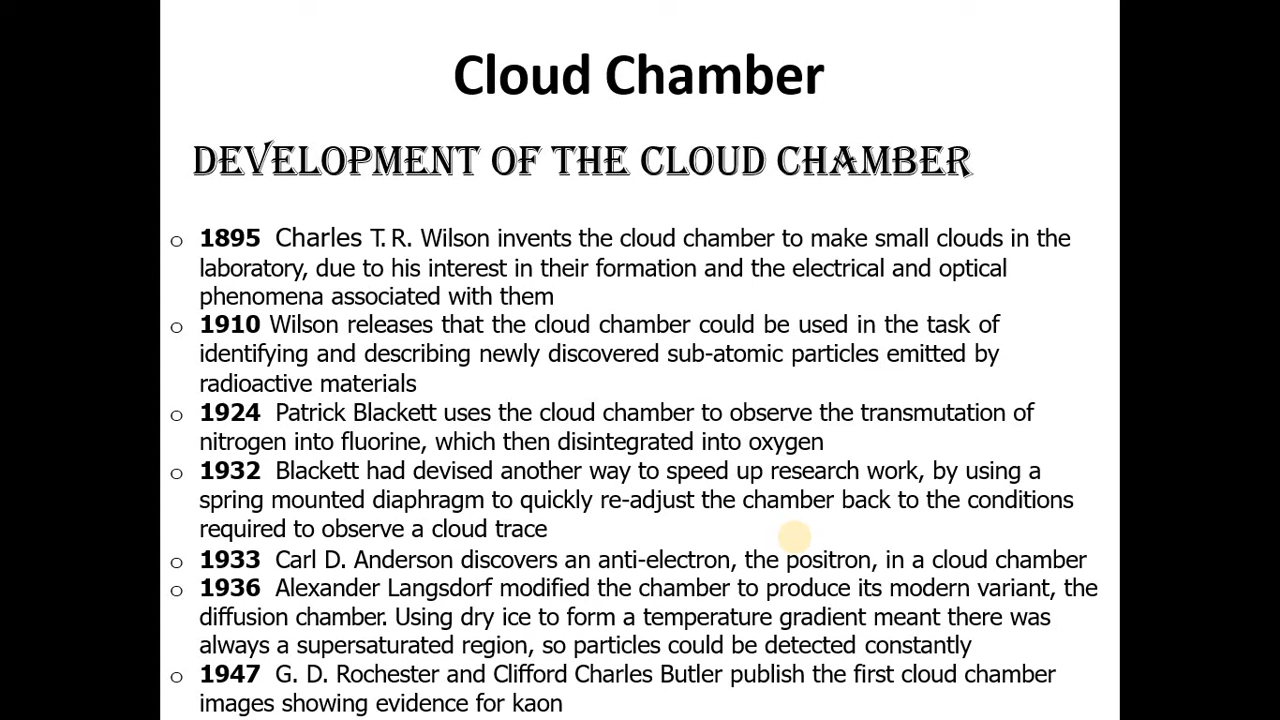 Cloud Chamber
DEVELOPMENT OF THE CLOUD CHAMBER
o 1895 Charles T. R. Wilson invents the cloud chamber to make small clouds in the
laboratory, due to his interest in their formation and the electrical and optical
phenomena associated with them
o 1910 Wilson releases that the cloud chamber could be used in the task of
identifying and describing newly discovered sub-atomic particles emitted by
radioactive materials
o 1924 Patrick Blackett uses the cloud chamber to observe the transmutation of
nitrogen into fluorine, which then disintegrated into oxygen
o 1932 Blackett had devised another way to speed up research work, by using a
spring mounted diaphragm to quickly re-adjust the chamber back to the conditions
required to observe a cloud trace
o 1933 Carl D. Anderson discovers an anti-electron, the positron, in a cloud chamber
o 1936 Alexander Langsdorf modified the chamber to produce its modern variant, the
diffusion chamber. Using dry ice to form a temperature gradient meant there was
always a supersaturated region, so particles could be detected constantly
o 1947 G. D. Rochester and Clifford Charles Butler publish the first cloud chamber
images showing evidence for kaon